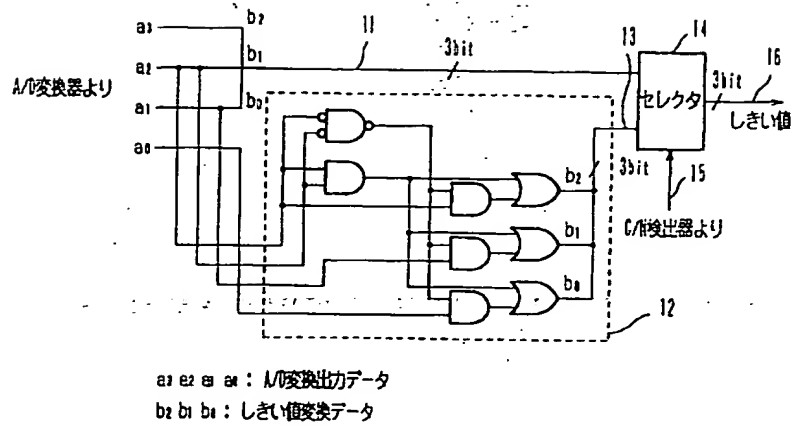 a3
b2
11
14
a2
b1
3bit
13
16
A/D変換器より
セレクタ
3bit
a1
b0
しきい値
a0
b2
3bit
15
C/N検出器より
b1
b0
12
a3 a2 a1 a0 : A/D変換出力データ
b2 b1 b0 : しきい値変換データ